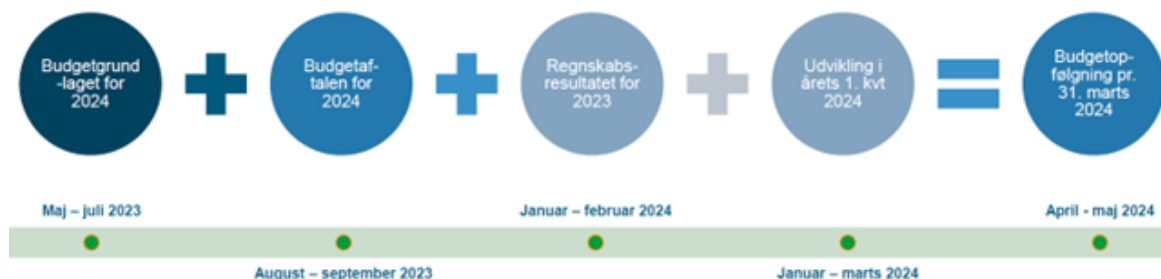 Budgetgrund
-laget for
2024
Budgetaf-
talen for
2024
Regnskabs-
resultatet for
2023
Udvikling i
årets 1. kvt
2024
Budgetop-
følgning pr.
31. marts
2024
Maj – juli 2023
Januar – februar 2024
April - maj 2024
August – september 2023
Januar – marts 2024